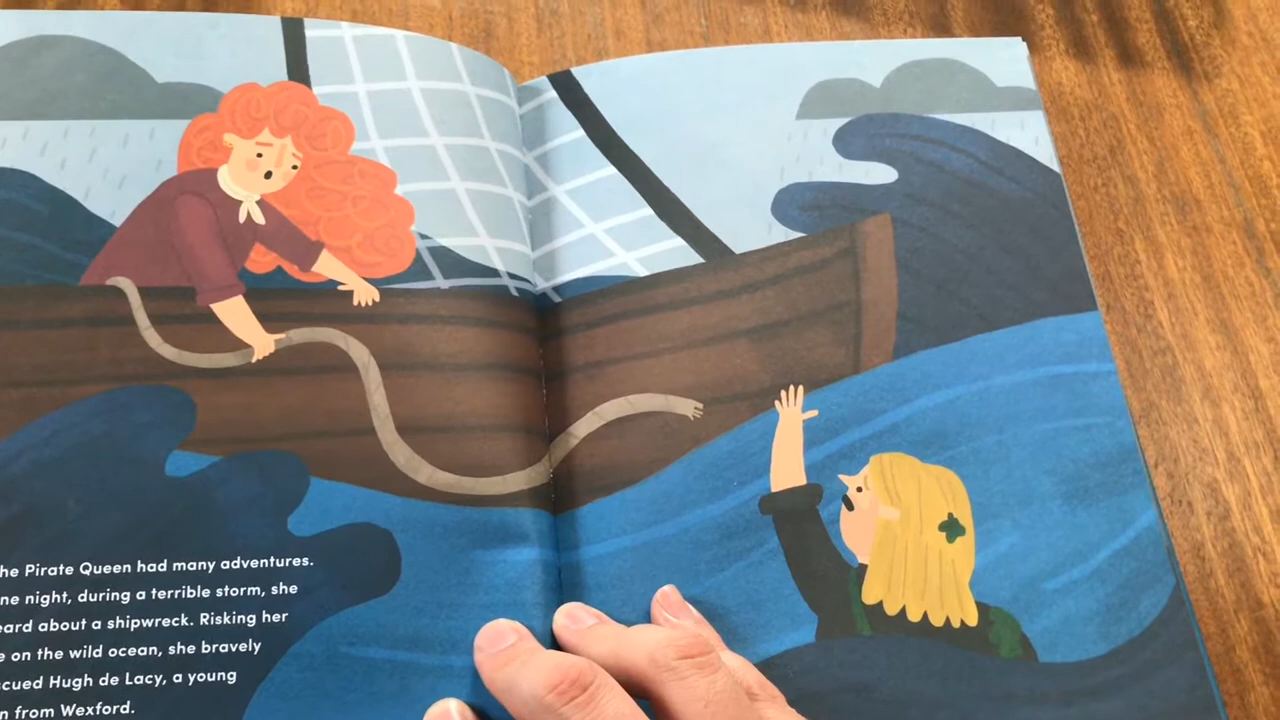 he Pirate Queen had many adventures.
ne night, during a terrible storm, she
eard about a shipwreck. Risking her
e on the wild ocean, she bravely
scued Hugh de Lacy, a young
n from Wexford.